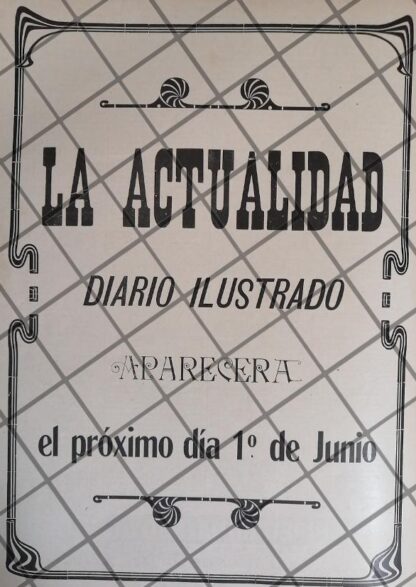 LA ACTUALIDAD
DIARIO ILUSTRADO
APARECERA
el próximo día 1º de Junio